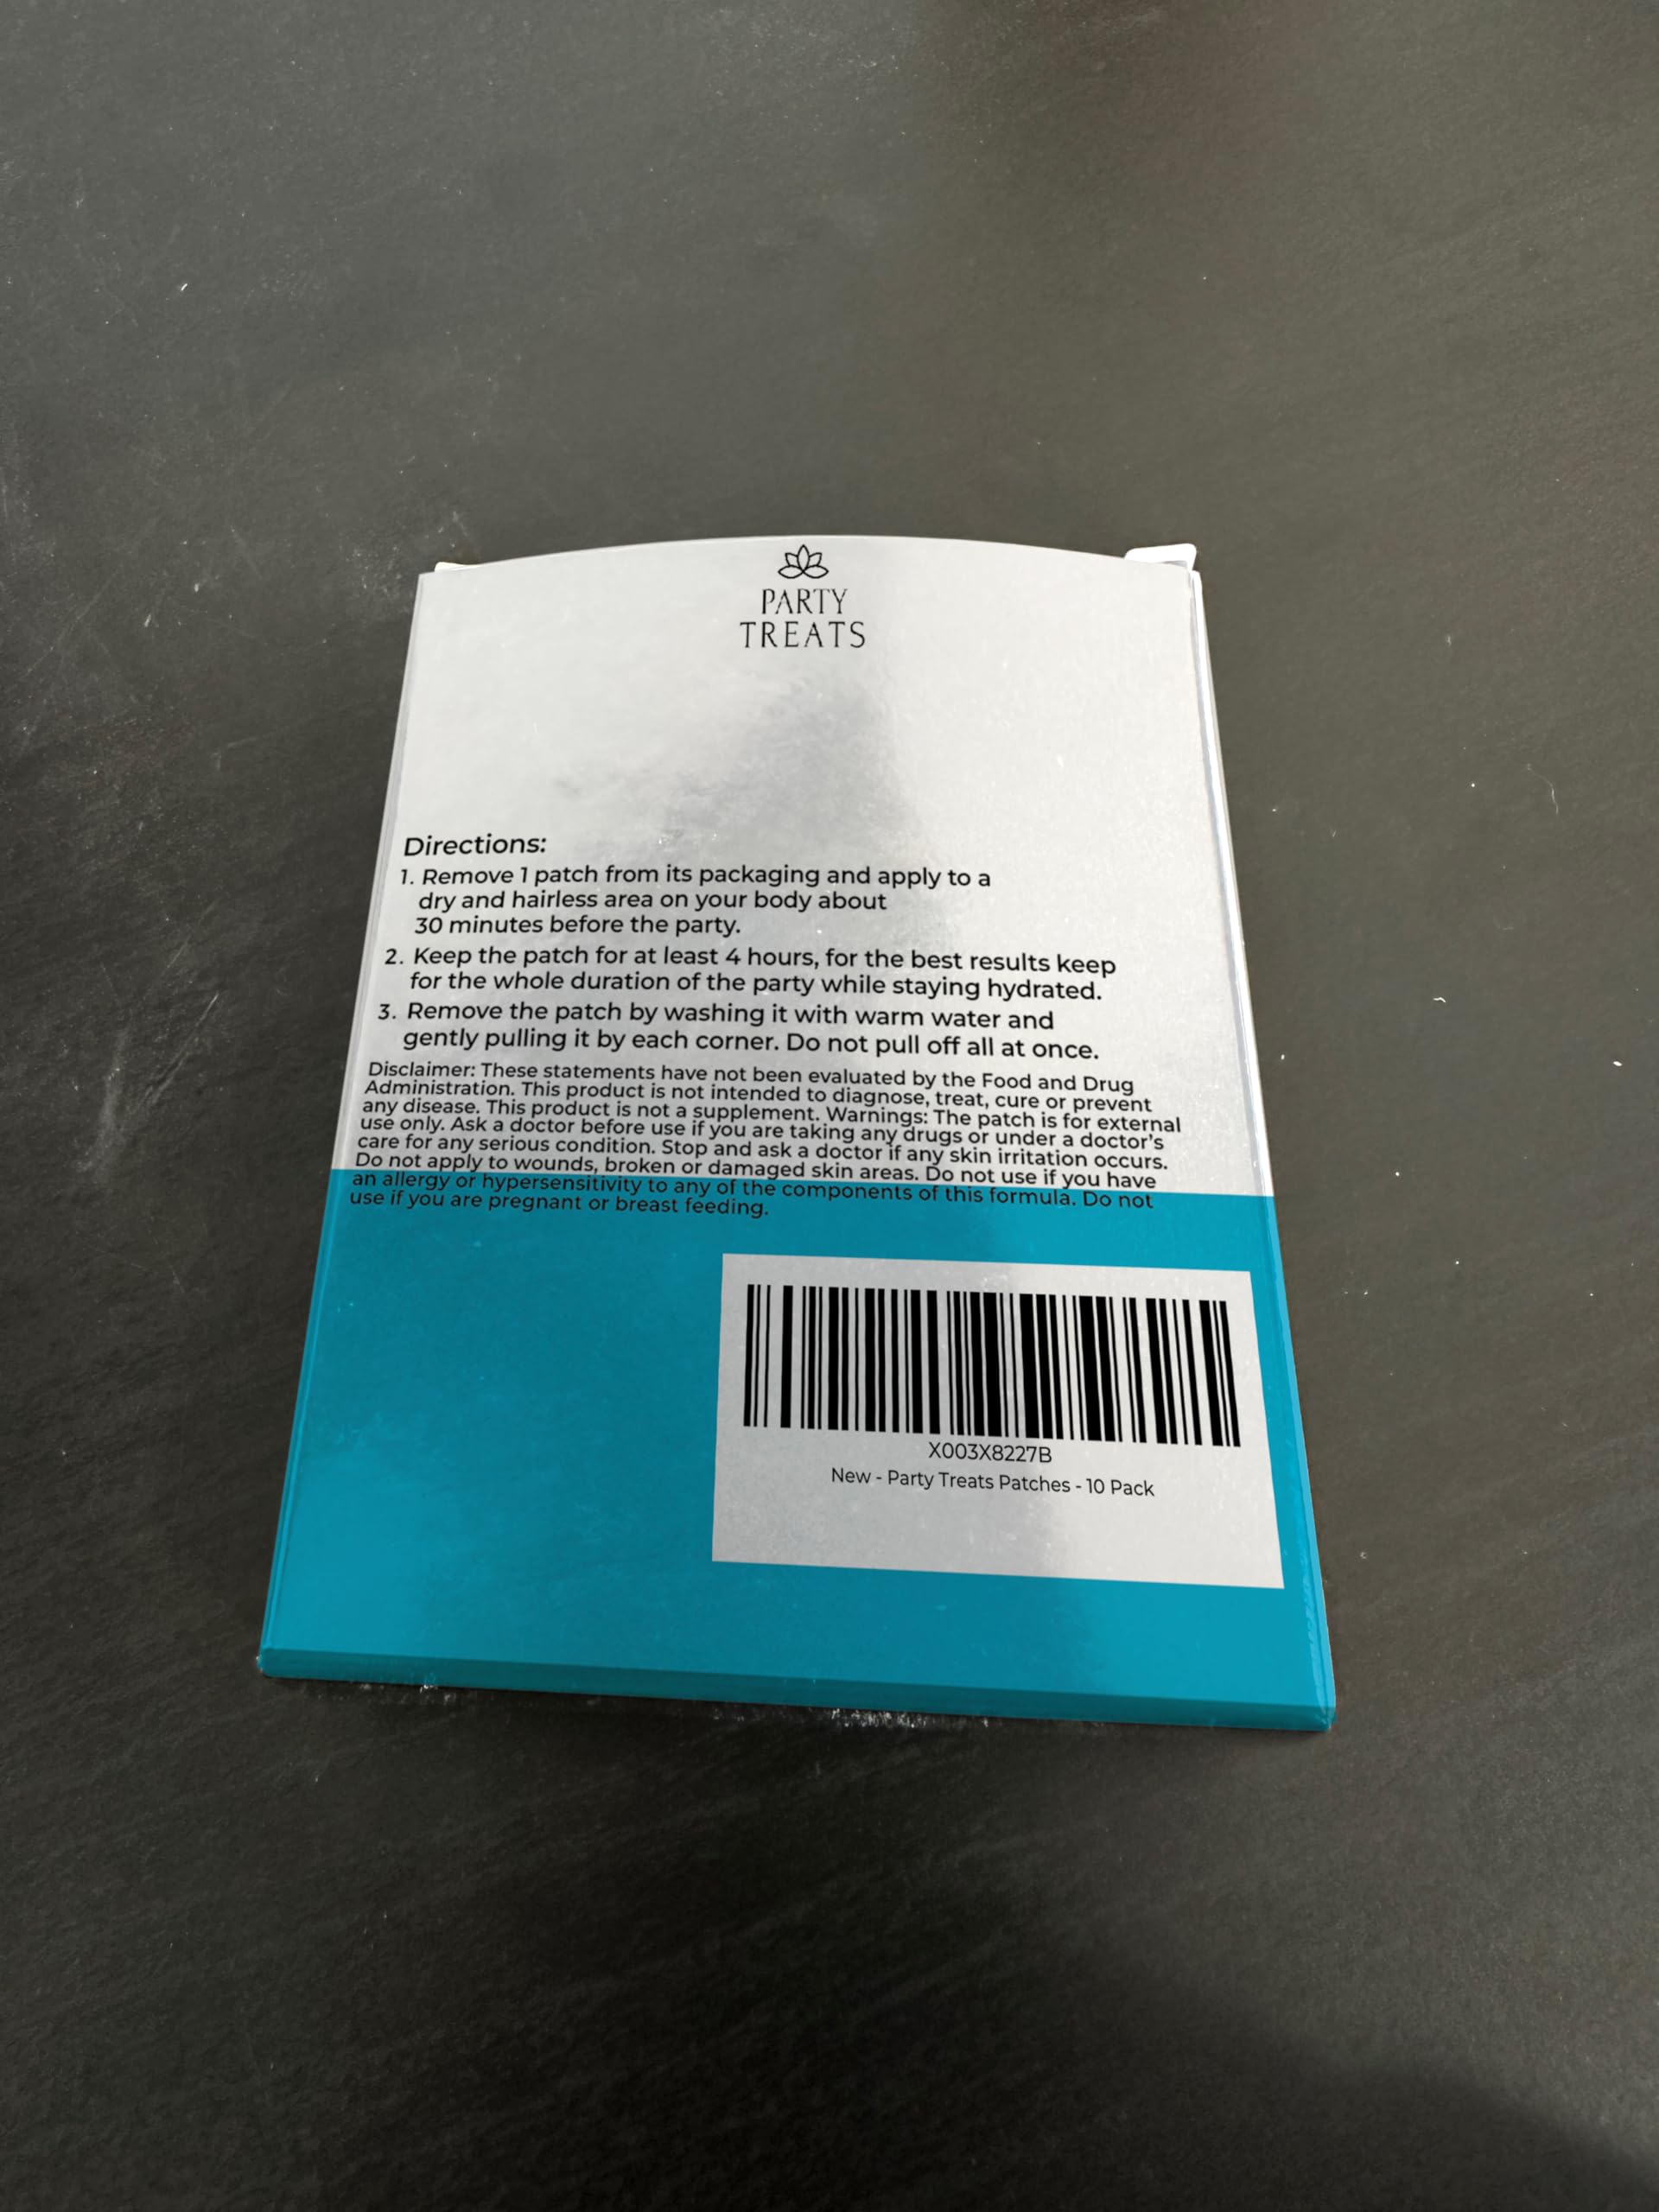 PARTY
TREATS
Directions:
1. Remove 1 patch from its packaging and apply to a
dry and hairless area on your body about
30 minutes before the party.
2. Keep the patch for at least 4 hours, for the best results keep
for the whole duration of the party while staying hydrated.
3. Remove the patch by washing it with warm water and
gently pulling it by each corner. Do not pull off all at once.
Disclaimer: These statements have not been evaluated by the Food and Drug
Administration. This product is not intended to diagnose, treat, cure or prevent
any disease. This product is not a supplement. Warnings: The patch is for external
use only. Ask a doctor before use if you are taking any drugs or under a doctor's
care for any serious condition. Stop and ask a doctor if any skin irritation occurs.
Do not apply to wounds, broken or damaged skin areas. Do not use if you have
an allergy or hypersensitivity to any of the components of this formula. Do not
use if you are pregnant or breast feeding.
X003X8227B
New - Party Treats Patches - 10 Pack